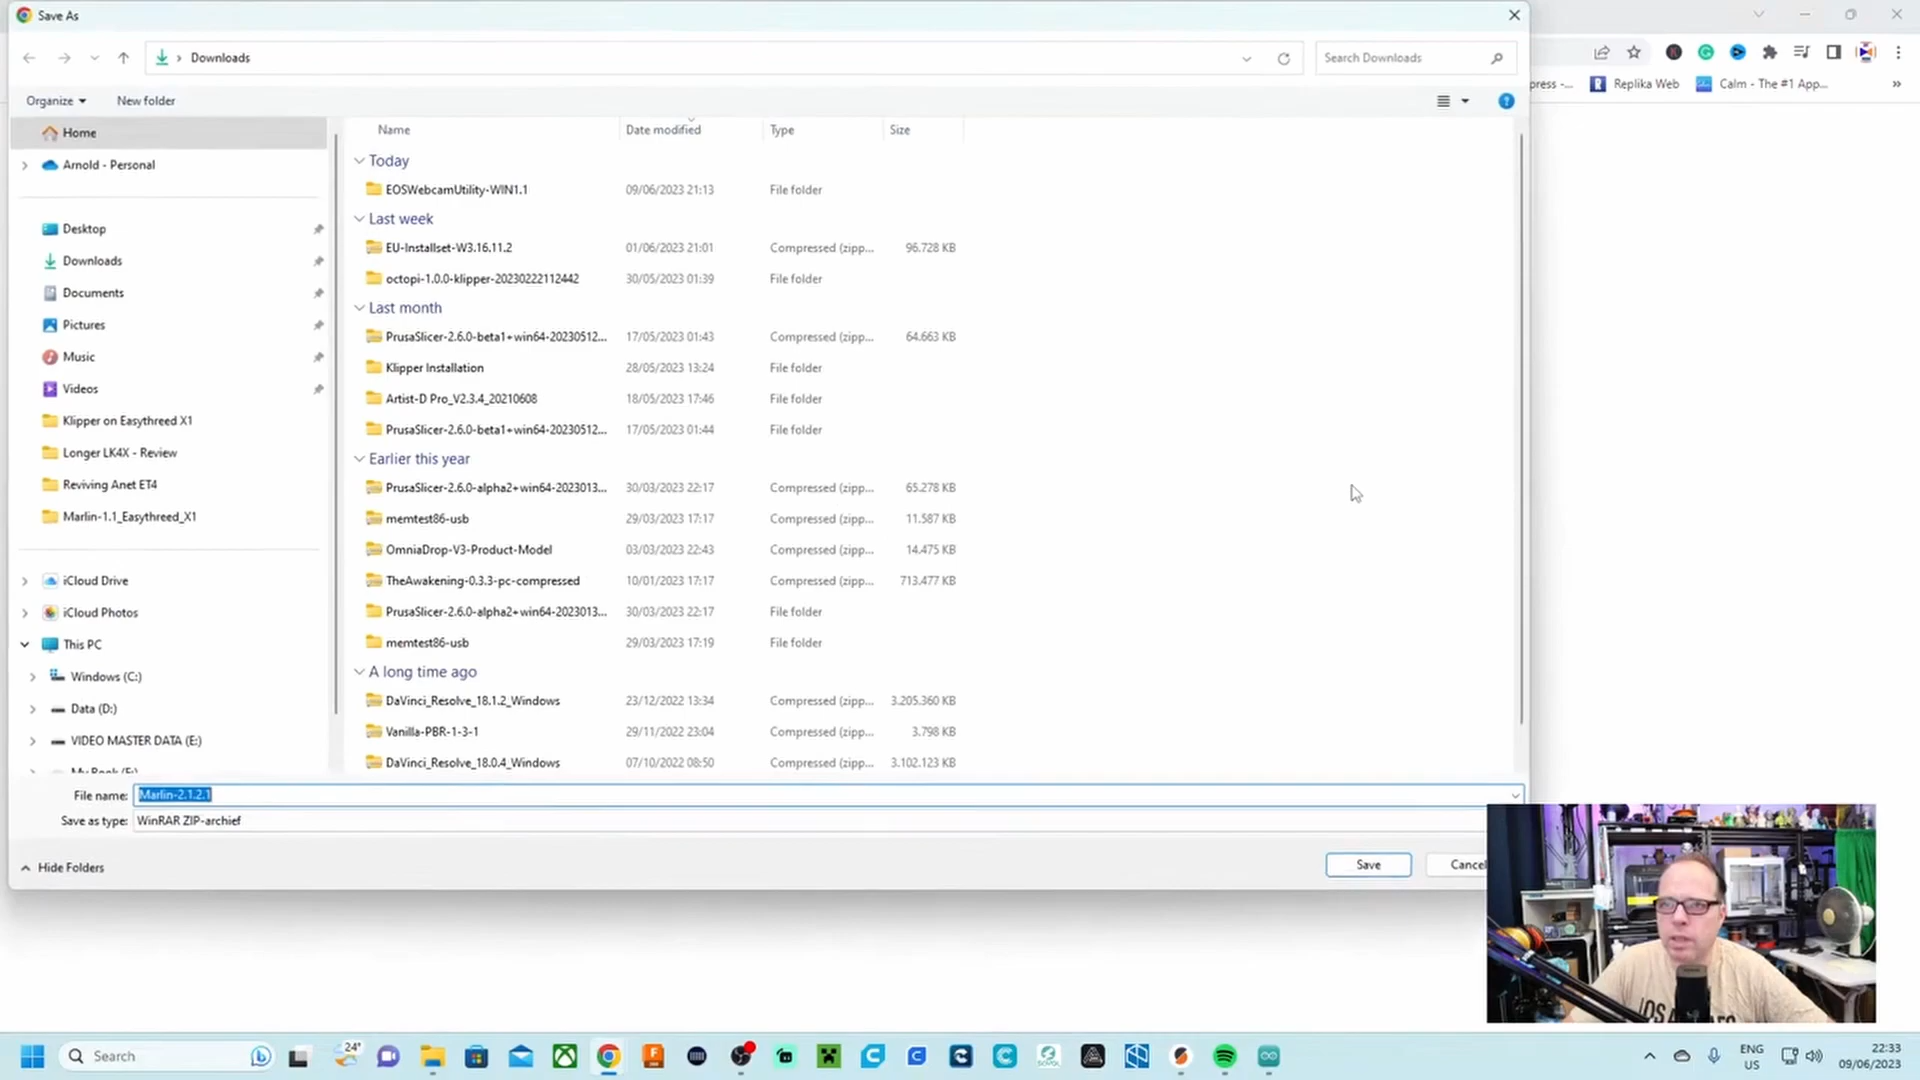 Save As
Downloads
Search Downloads
press -...
Replika Web
Calm - The #1 App...
»
Organize
New folder
Name
Date modified
Type
Size
Home
Arnold - Personal
Desktop
Downloads
Documents
Pictures
Music
Videos
Klipper on Easythreed X1
Longer LK4X - Review
Reviving Anet ET4
Marlin-1.1_Easythreed_X1
iCloud Drive
iCloud Photos
This PC
Windows (C:)
Data (D:)
VIDEO MASTER DATA (E:)
Today
EOSWebcamUtility-WIN1.1 09/06/2023 21:13 File folder
Last week
EU-Installset-W3.16.11.2 01/06/2023 21:01 Compressed (zipp... 96.728 KB
octopi-1.0.0-klipper-20230222112442 30/05/2023 01:39 File folder
Last month
PrusaSlicer-2.6.0-beta1+win64-20230512... 17/05/2023 01:43 Compressed (zipp... 64.663 KB
Klipper Installation 28/05/2023 13:24 File folder
Artist-D Pro_V2.3.4_20210608 18/05/2023 17:46 File folder
PrusaSlicer-2.6.0-beta1+win64-20230512... 17/05/2023 01:44 File folder
Earlier this year
PrusaSlicer-2.6.0-alpha2+win64-2023013... 30/03/2023 22:17 Compressed (zipp... 65.278 KB
memtest86-usb 29/03/2023 17:17 Compressed (zipp... 11.587 KB
OmniaDrop-V3-Product-Model 03/03/2023 22:43 Compressed (zipp... 14.475 KB
TheAwakening-0.3.3-pc-compressed 10/01/2023 17:17 Compressed (zipp... 713.477 KB
PrusaSlicer-2.6.0-alpha2+win64-2023013... 30/03/2023 22:17 File folder
memtest86-usb 29/03/2023 17:19 File folder
A long time ago
DaVinci_Resolve_18.1.2_Windows 23/12/2022 13:34 Compressed (zipp... 3.205.360 KB
Vanilla-PBR-1-3-1 29/11/2022 23:04 Compressed (zipp... 3.798 KB
DaVinci_Resolve_18.0.4_Windows 07/10/2022 08:50 Compressed (zipp... 3.102.123 KB
File name: Marlin-2.1.2.1
Save as type: WinRAR ZIP-archief
Hide Folders
Save
Cancel
Search
24°
ENG
US
22:33
09/06/2023